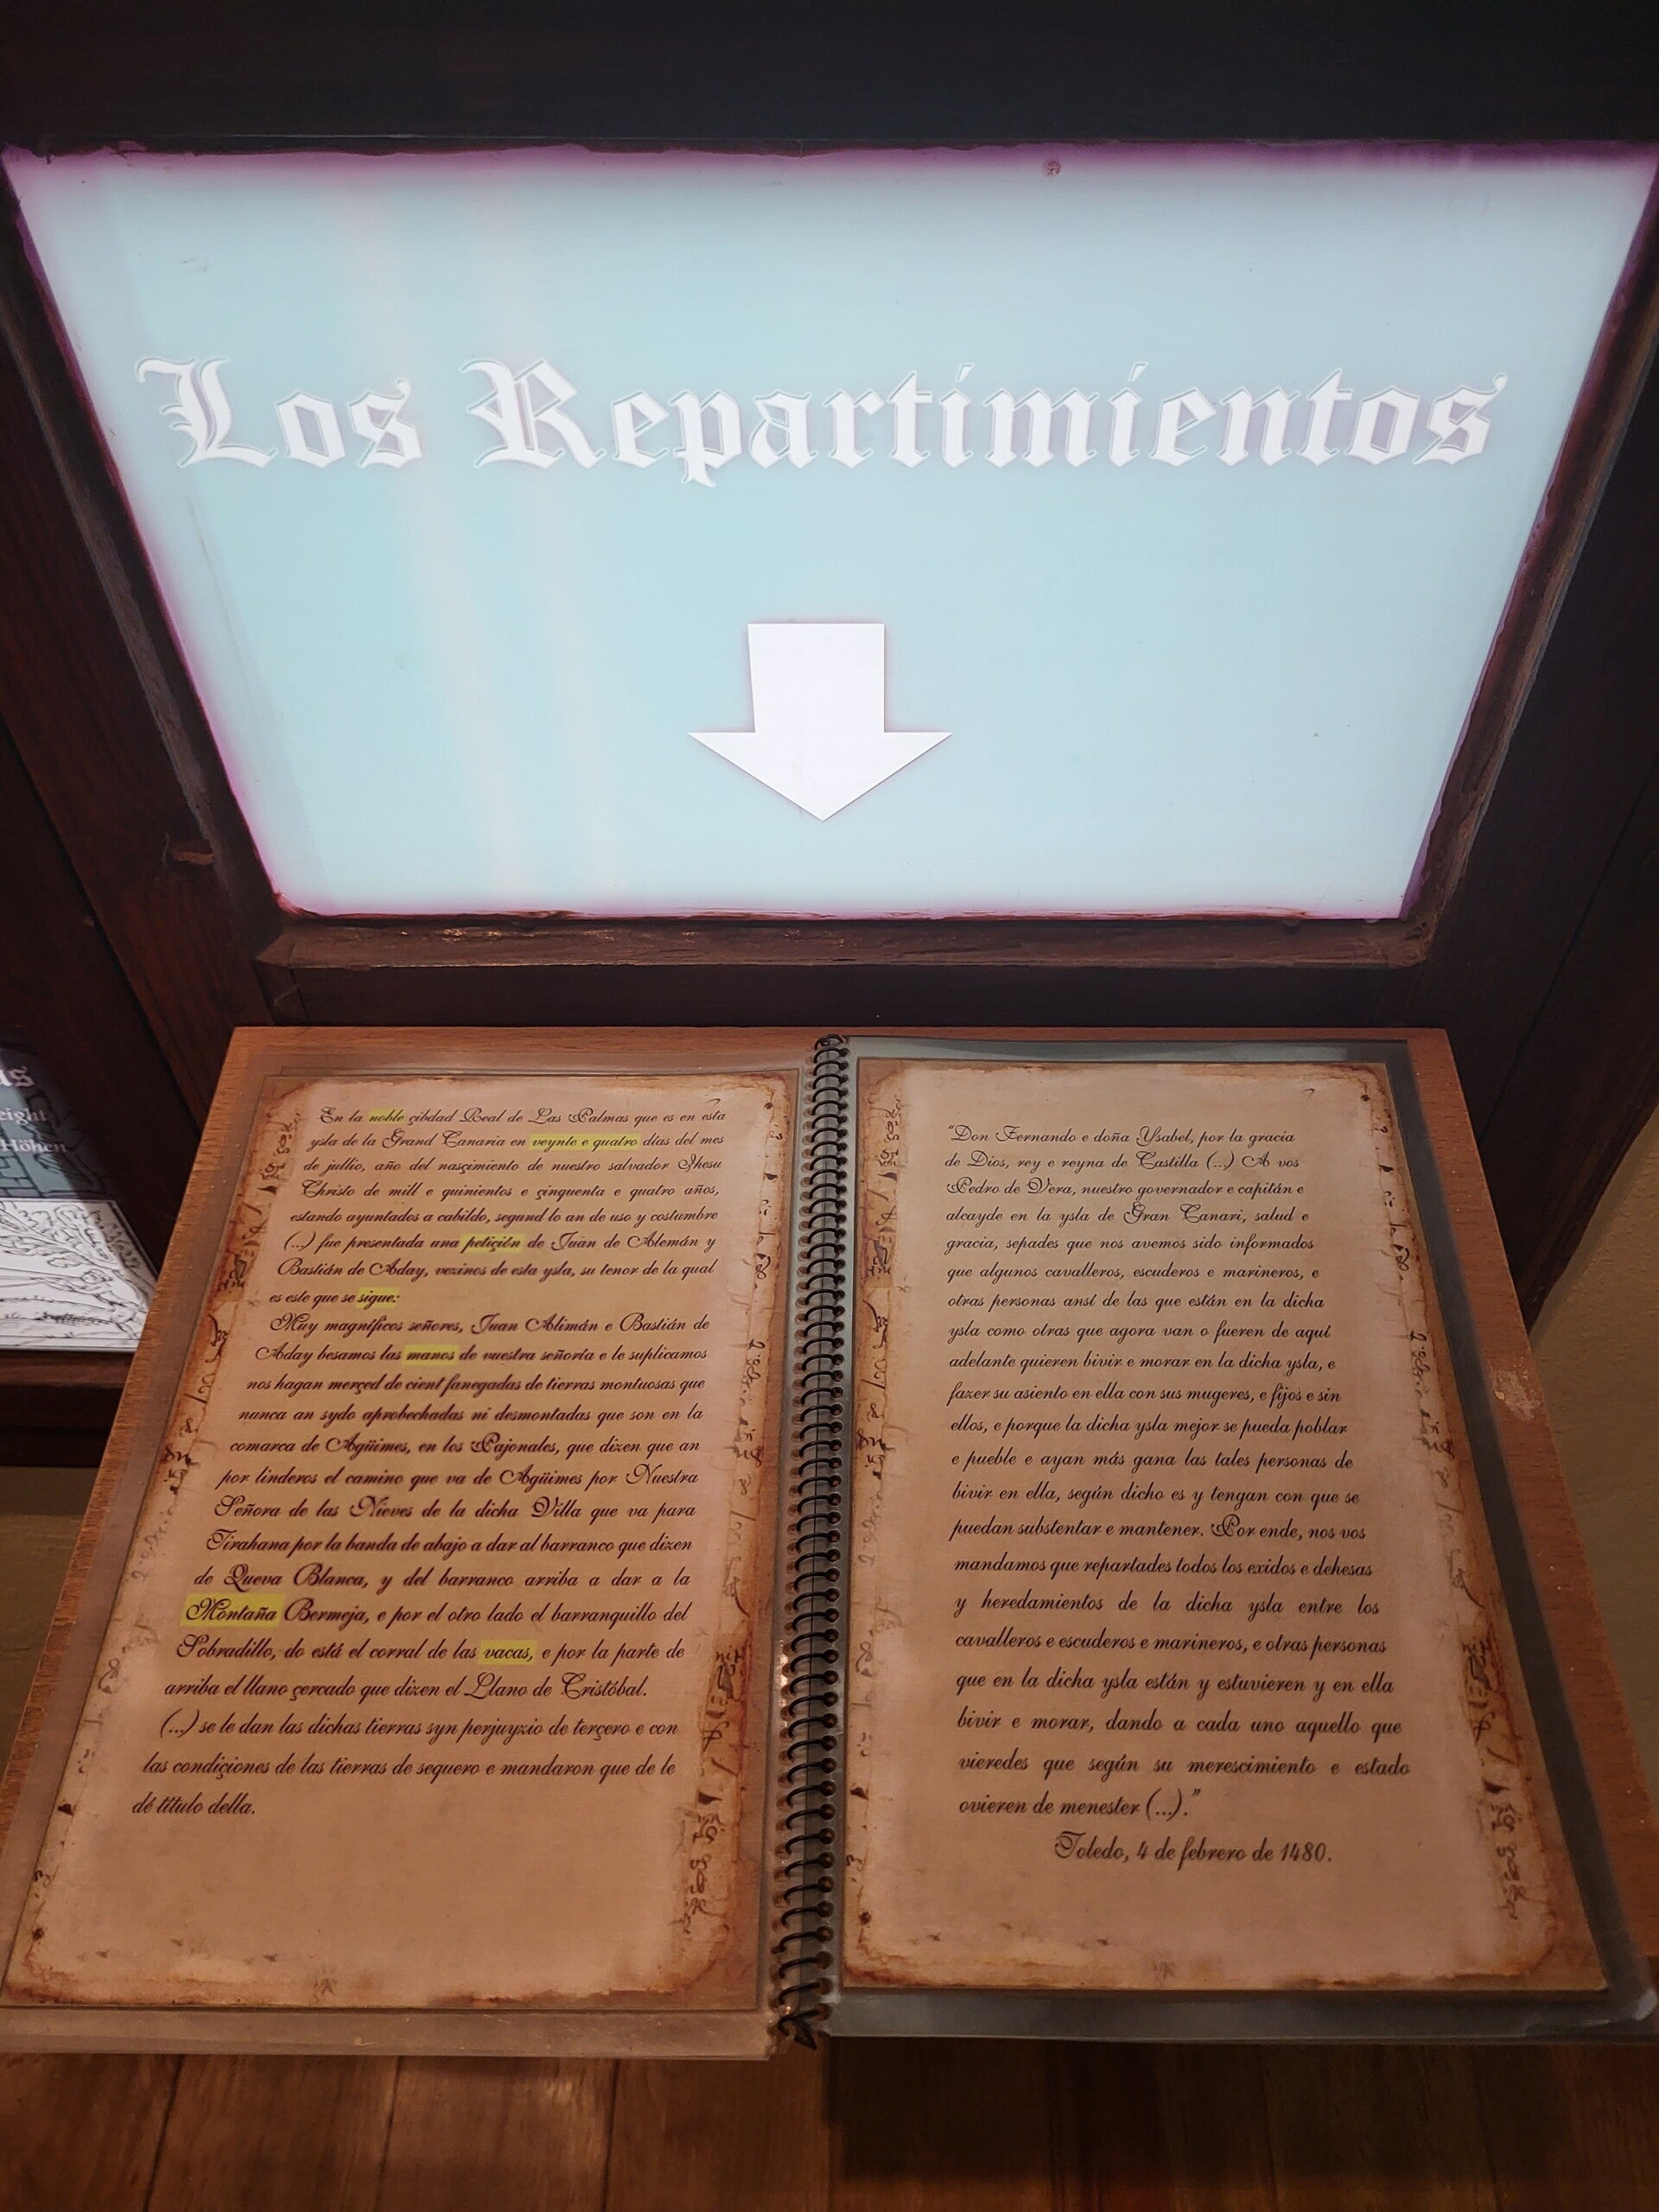 Los Repartimientos
us
eight
Höhen
En la noble çibdad Real de Las Palmas que es en esta
ysla de la Grand Canaria en veynte e quatro días del mes
de jullio, año del nasçimiento de nuestro salvador Jhesu
Christo de mill e quinientos e çinquenta e quatro años,
estando ayuntados a cabildo, segund lo an de uso y costumbre
(...) fue presentada una petiçión de Juan de Alemán y
Bastián de Aday, vezinos de esta ysla, su tenor de la qual
es este que se sigue:
Muy magníficos señores, Juan Alimán e Bastián de
Aday besamos las manos de vuestra señoría e le suplicamos
nos hagan merçed de cient fanegadas de tierras montuosas que
nunca an sydo aprobechadas ni desmontadas que son en la
comarca de Agüimes, en los Pajonales, que dizen que an
por linderos el camino que va de Agüimes por Nuestra
Señora de las Nieves de la dicha Villa que va para
Tirahana por la banda de abajo a dar al barranco que dizen
de Queva Blanca, y del barranco arriba a dar a la
Montaña Bermeja, e por el otro lado el barranquillo del
Sobradillo, do está el corral de las vacas, e por la parte de
arriba el llano çercado que dizen el Llano de Cristóbal.
(...) se le dan las dichas tierras syn perjuyzio de terçero e con
las condiçiones de las tierras de sequero e mandaron que de le
dé título della.
"Don Fernando e doña Ysabel, por la gracia
de Dios, rey e reyna de Castilla (...) A vos
Pedro de Vera, nuestro governador e capitán e
alcayde en la ysla de Gran Canari, salud e
gracia, sepades que nos avemos sido informados
que algunos cavalleros, escuderos e marineros, e
otras personas ansí de las que están en la dicha
ysla como otras que agora van o fueren de aquí
adelante quieren bivir e morar en la dicha ysla, e
fazer su asiento en ella con sus mugeres, e fijos e sin
ellos, e porque la dicha ysla mejor se pueda poblar
e pueble e ayan más gana las tales personas de
bivir en ella, según dicho es y tengan con que se
puedan substentar e mantener. Por ende, nos vos
mandamos que repartades todos los exidos e dehesas
y heredamientos de la dicha ysla entre los
cavalleros e escuderos e marineros, e otras personas
que en la dicha ysla están y estuvieren y en ella
bivir e morar, dando a cada uno aquello que
vieredes que según su merescimiento e estado
ovieren de menester (...)."
Toledo, 4 de febrero de 1480.